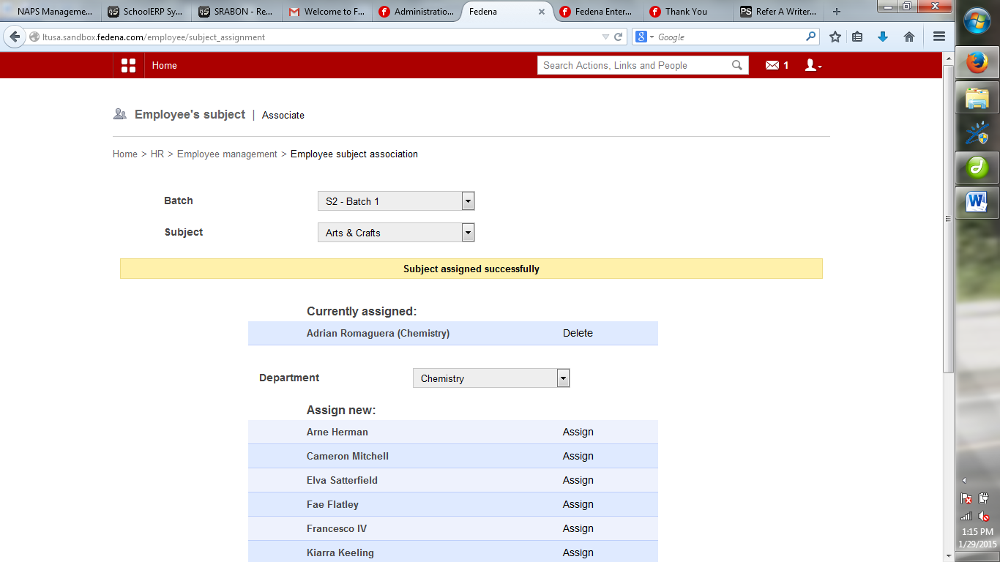 NAPS Manageme...
SchoolERP Sy...
SRABON - Re...
Welcome to F...
Administratio...
Fedena
Fedena Enter...
Thank You
PS Refer A Writer...
ltusa.sandbox.fedena.com/employee/subject_assignment
Google
Home
Search Actions, Links and People
1
Employee's subject | Associate
Home > HR > Employee management > Employee subject association
Batch S2 - Batch 1
Subject Arts & Crafts
Subject assigned successfully
Currently assigned:
Adrian Romaguera (Chemistry) Delete
Department Chemistry
Assign new:
Arne Herman Assign
Cameron Mitchell Assign
Elva Satterfield Assign
Fae Flatley Assign
Francesco IV Assign
Kiarra Keeling Assign
1:15 PM
1/29/2015